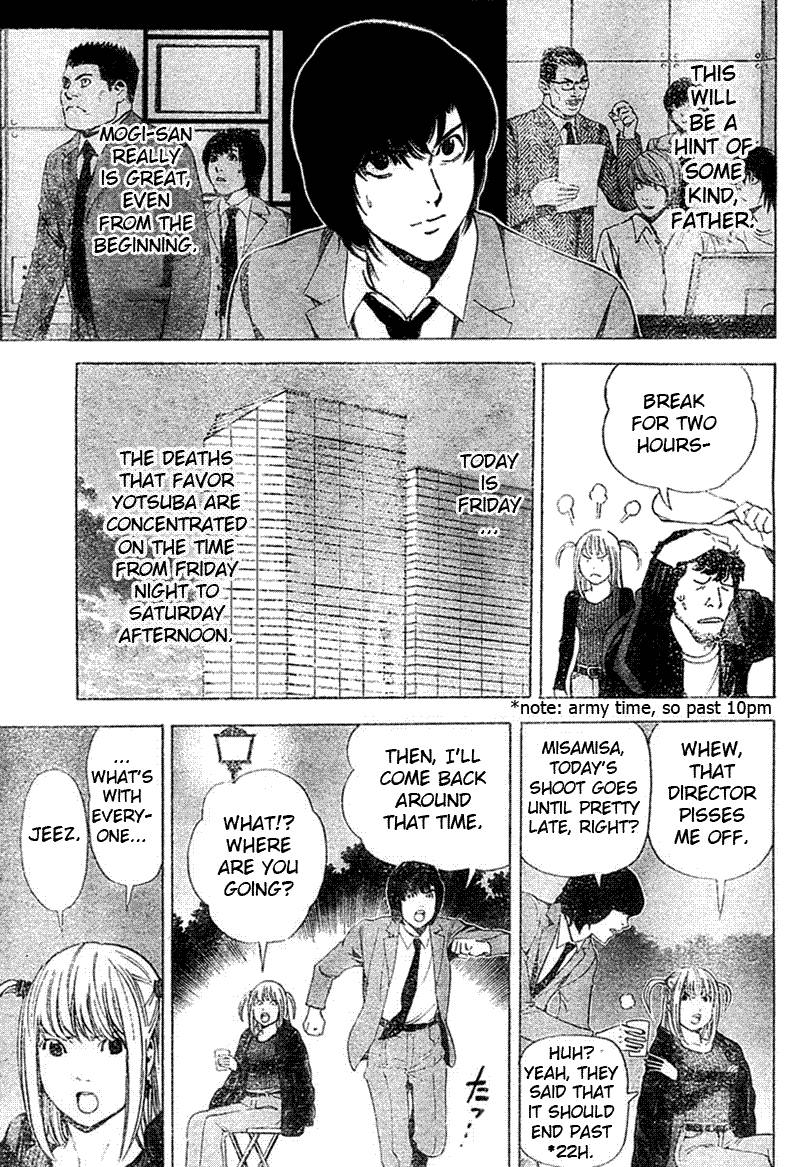 THIS
WILL
BE A
HINT OF
SOME
KIND,
FATHER.
MOGI-SAN
REALLY
IS GREAT,
EVEN
FROM THE
BEGINNING.
BREAK
FOR TWO
HOURS-
TODAY
IS
FRIDAY
...
THE DEATHS
THAT FAVOR
YOTSUBA ARE
CONCENTRATED
ON THE TIME
FROM FRIDAY
NIGHT TO
SATURDAY
AFTERNOON.
*note: army time, so past 10pm
WHEW,
THAT
DIRECTOR
PISSES
ME OFF.
MISAMISA,
TODAY'S
SHOOT GOES
UNTIL PRETTY
LATE, RIGHT?
HUH?
YEAH, THEY
SAID THAT
IT SHOULD
END PAST
*22H.
THEN, I'LL
COME BACK
AROUND
THAT TIME.
WHAT!?
WHERE
ARE YOU
GOING?
たっ…
...
WHAT'S
WITH
EVERY-
ONE...
JEEZ.